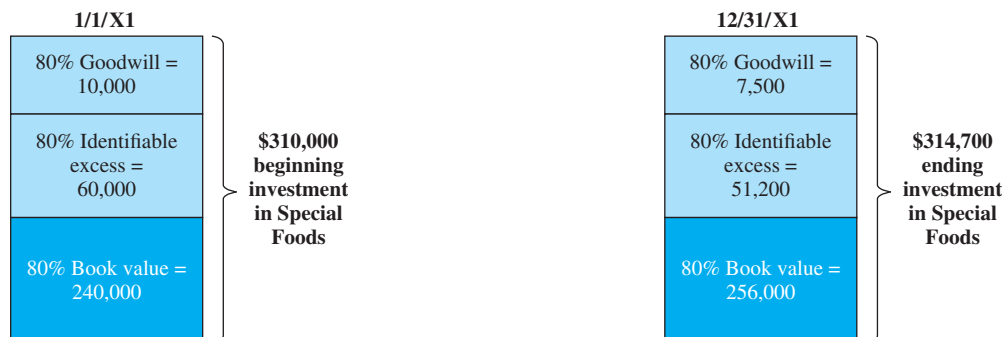 1/1/X1
80% Goodwill =
10,000
80% Identifiable
excess =
60,000
80% Book value =
240,000
$310,000
beginning
investment
in Special
Foods
12/31/X1
80% Goodwill =
7,500
80% Identifiable
excess =
51,200
80% Book value =
256,000
$314,700
ending
investment
in Special
Foods